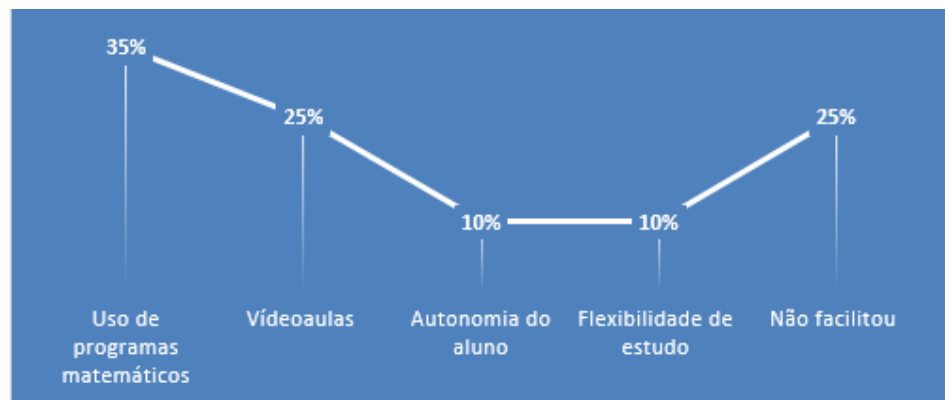 35%
25%
25%
10%
10%
Uso de
programas
matemáticos
Vídeoaulas
Autonomia do
aluno
Flexibilidade de
estudo
Não facilitou